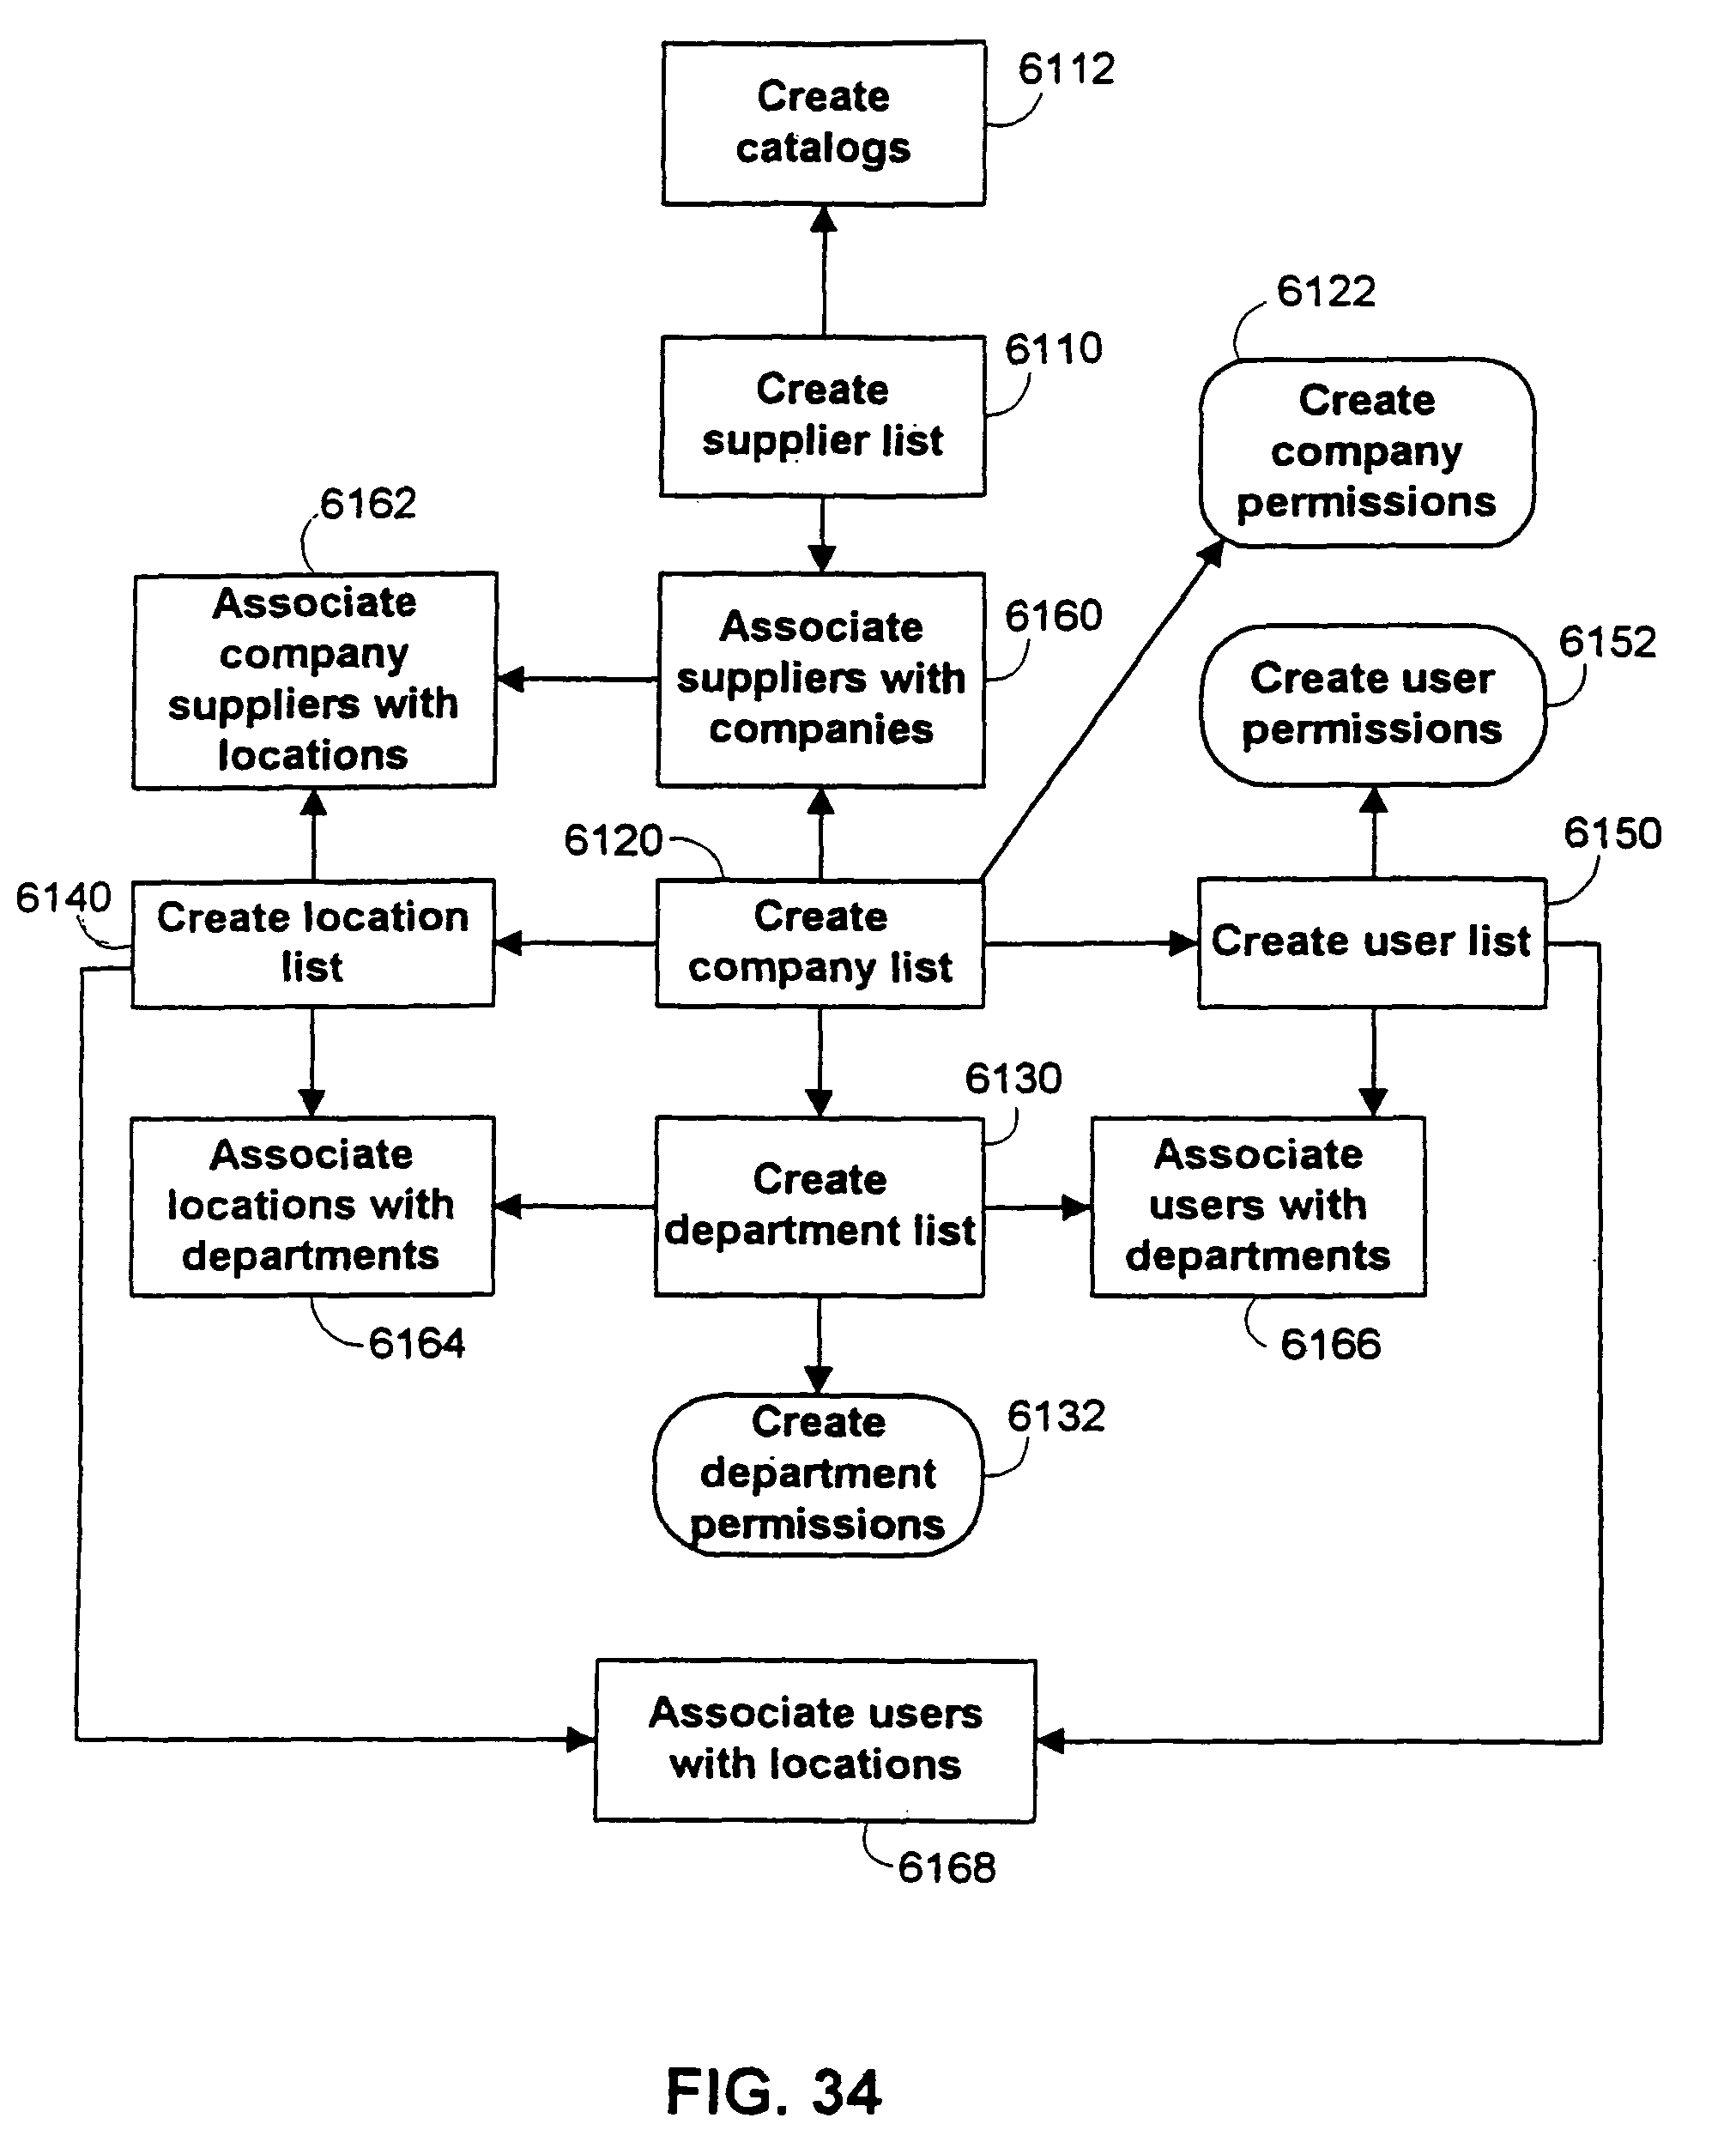 6112
Create
catalogs
6122
6110
Create
supplier list
Create
company
permissions
6162
Associate
company
suppliers with
locations
Associate
suppliers with
companies
6160
6152
Create user
permissions
6120
6150
6140
Create location
list
Create
company list
Create user list
6130
Associate
locations with
departments
Create
department list
Associate
users with
departments
6164
6166
Create
department
permissions
6132
Associate users
with locations
6168
FIG. 34